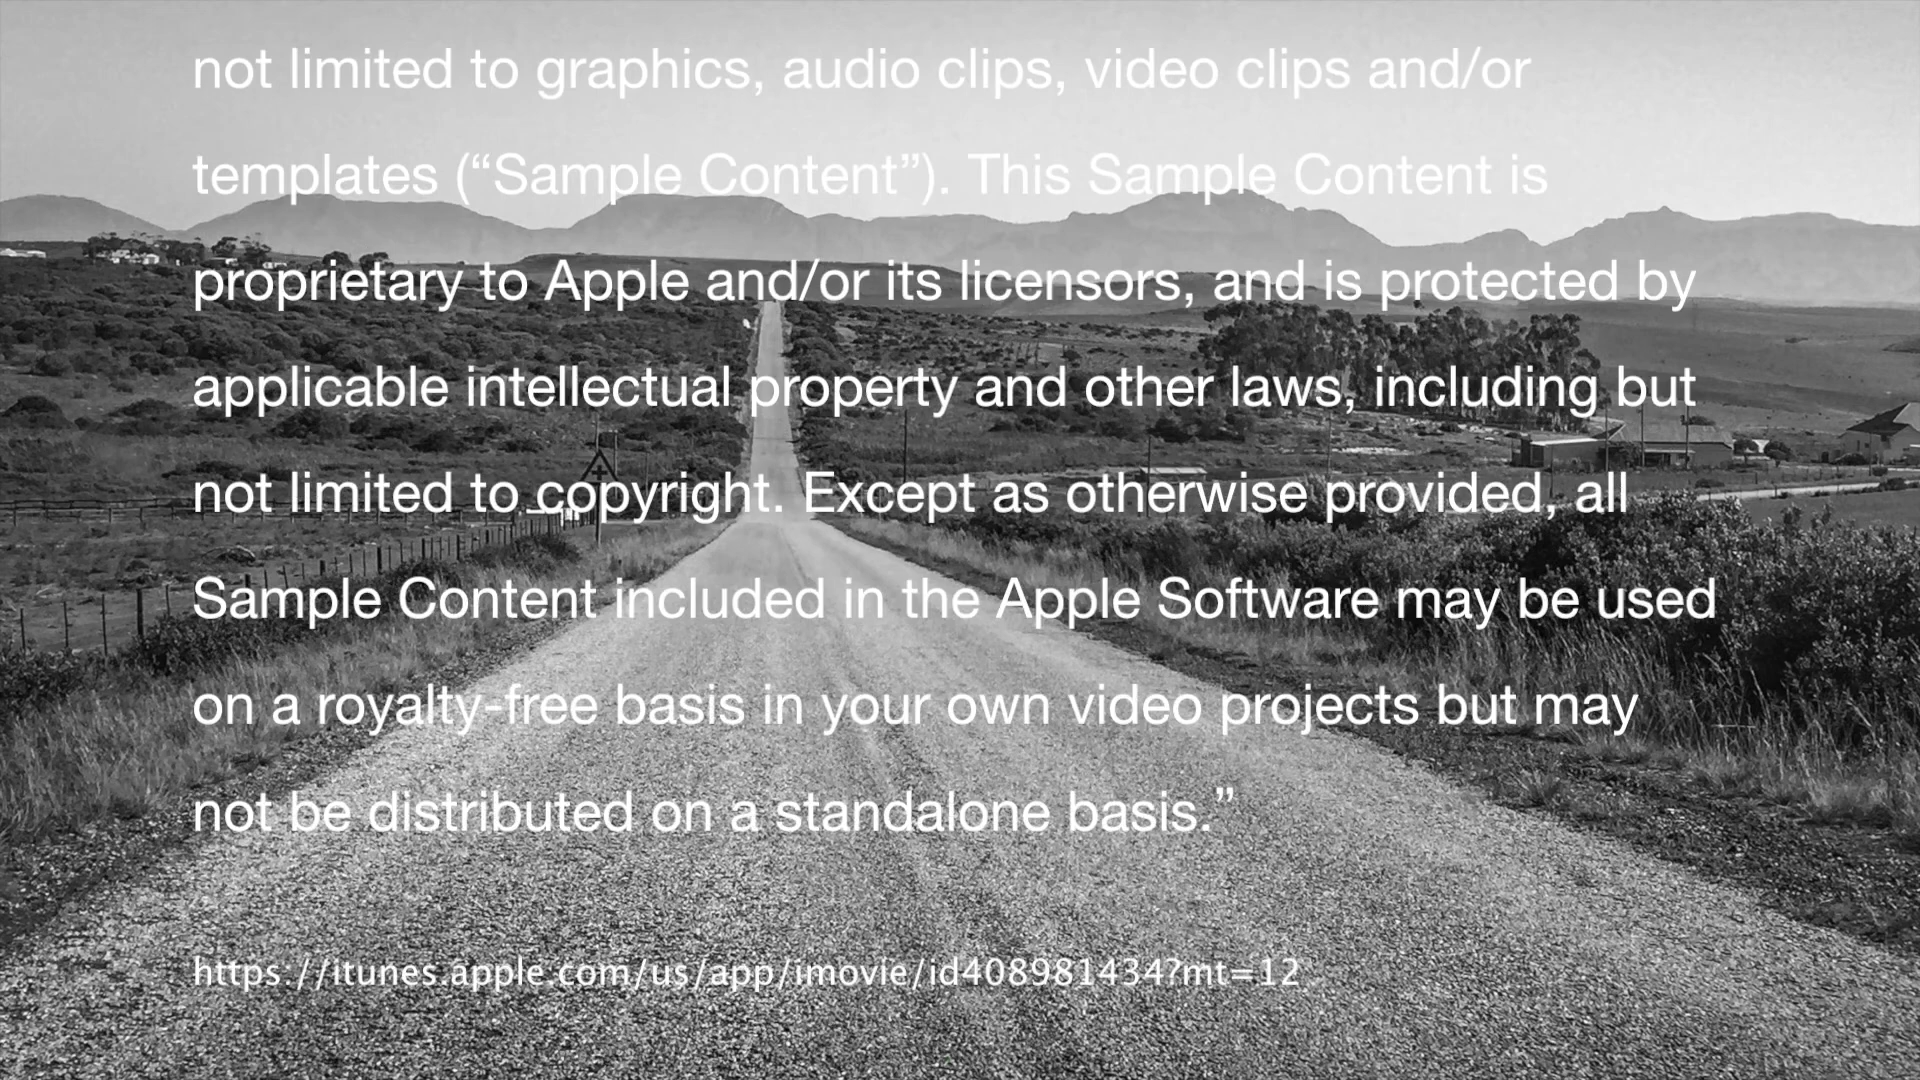 not limited to graphics, audio clips, video clips and/or
templates (“Sample Content”). This Sample Content is
proprietary to Apple and/or its licensors, and is protected by
applicable intellectual property and other laws, including but
not limited to copyright. Except as otherwise provided, all
Sample Content included in the Apple Software may be used
on a royalty-free basis in your own video projects but may
not be distributed on a standalone basis.”
https://itunes.apple.com/us/app/imovie/id408981434?mt=12